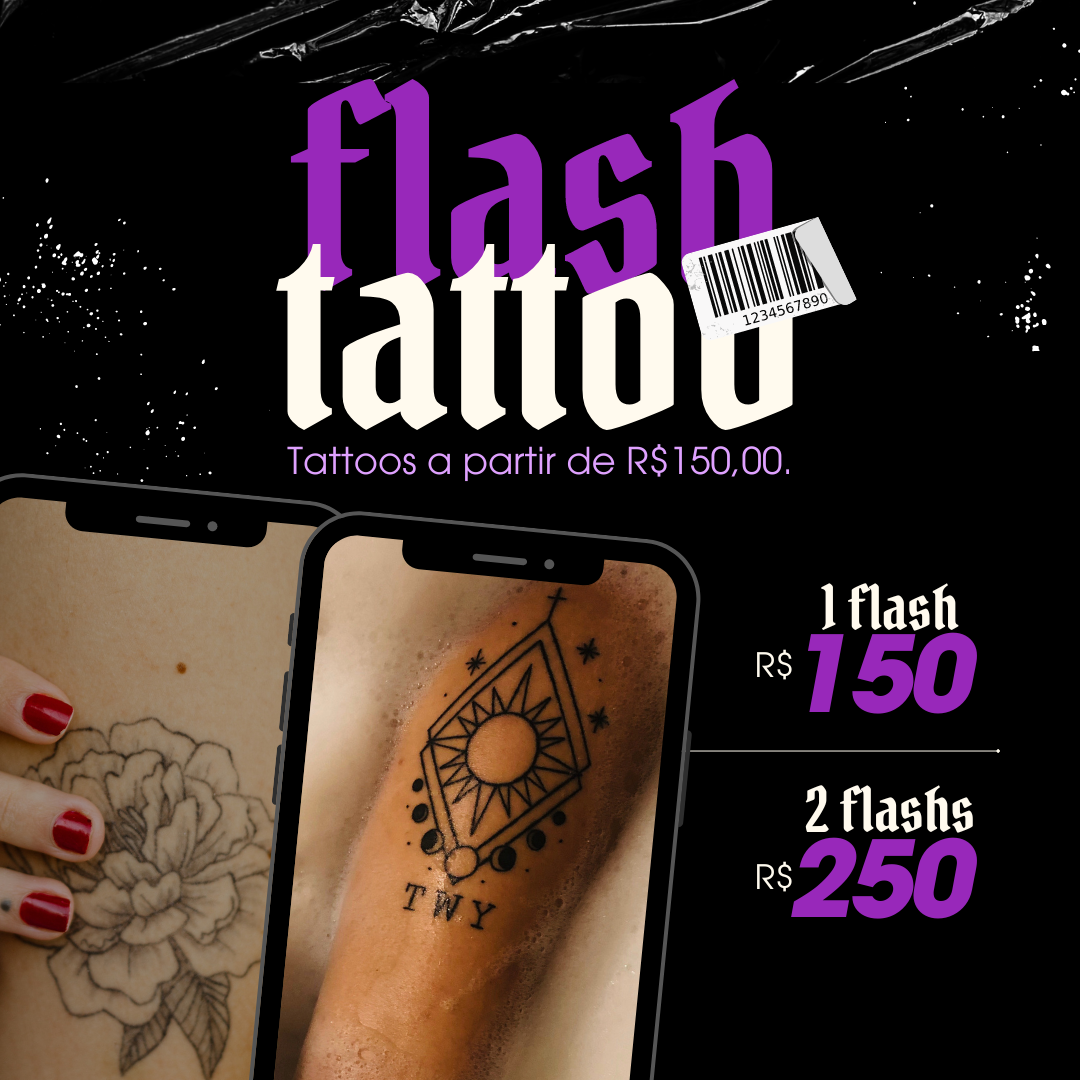 flash
tattoo
1234567890
Tattoos a partir de R$150,00.
1 flash
R$ 150
2 flashs
R$ 250
TWY